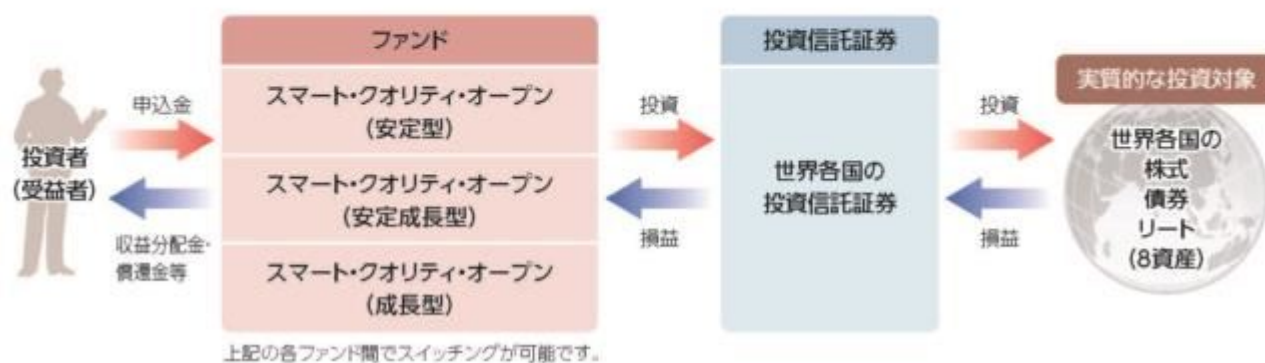 投資者
(受益者)
申込金
収益分配金・
償還金等
ファンド
スマート・クオリティ・オープン
(安定型)
スマート・クオリティ・オープン
(安定成長型)
スマート・クオリティ・オープン
(成長型)
上記の各ファンド間でスイッチングが可能です。
投資
損益
投資信託証券
世界各国の
投資信託証券
投資
損益
実質的な投資対象
世界各国の
株式
債券
リート
(8資産)